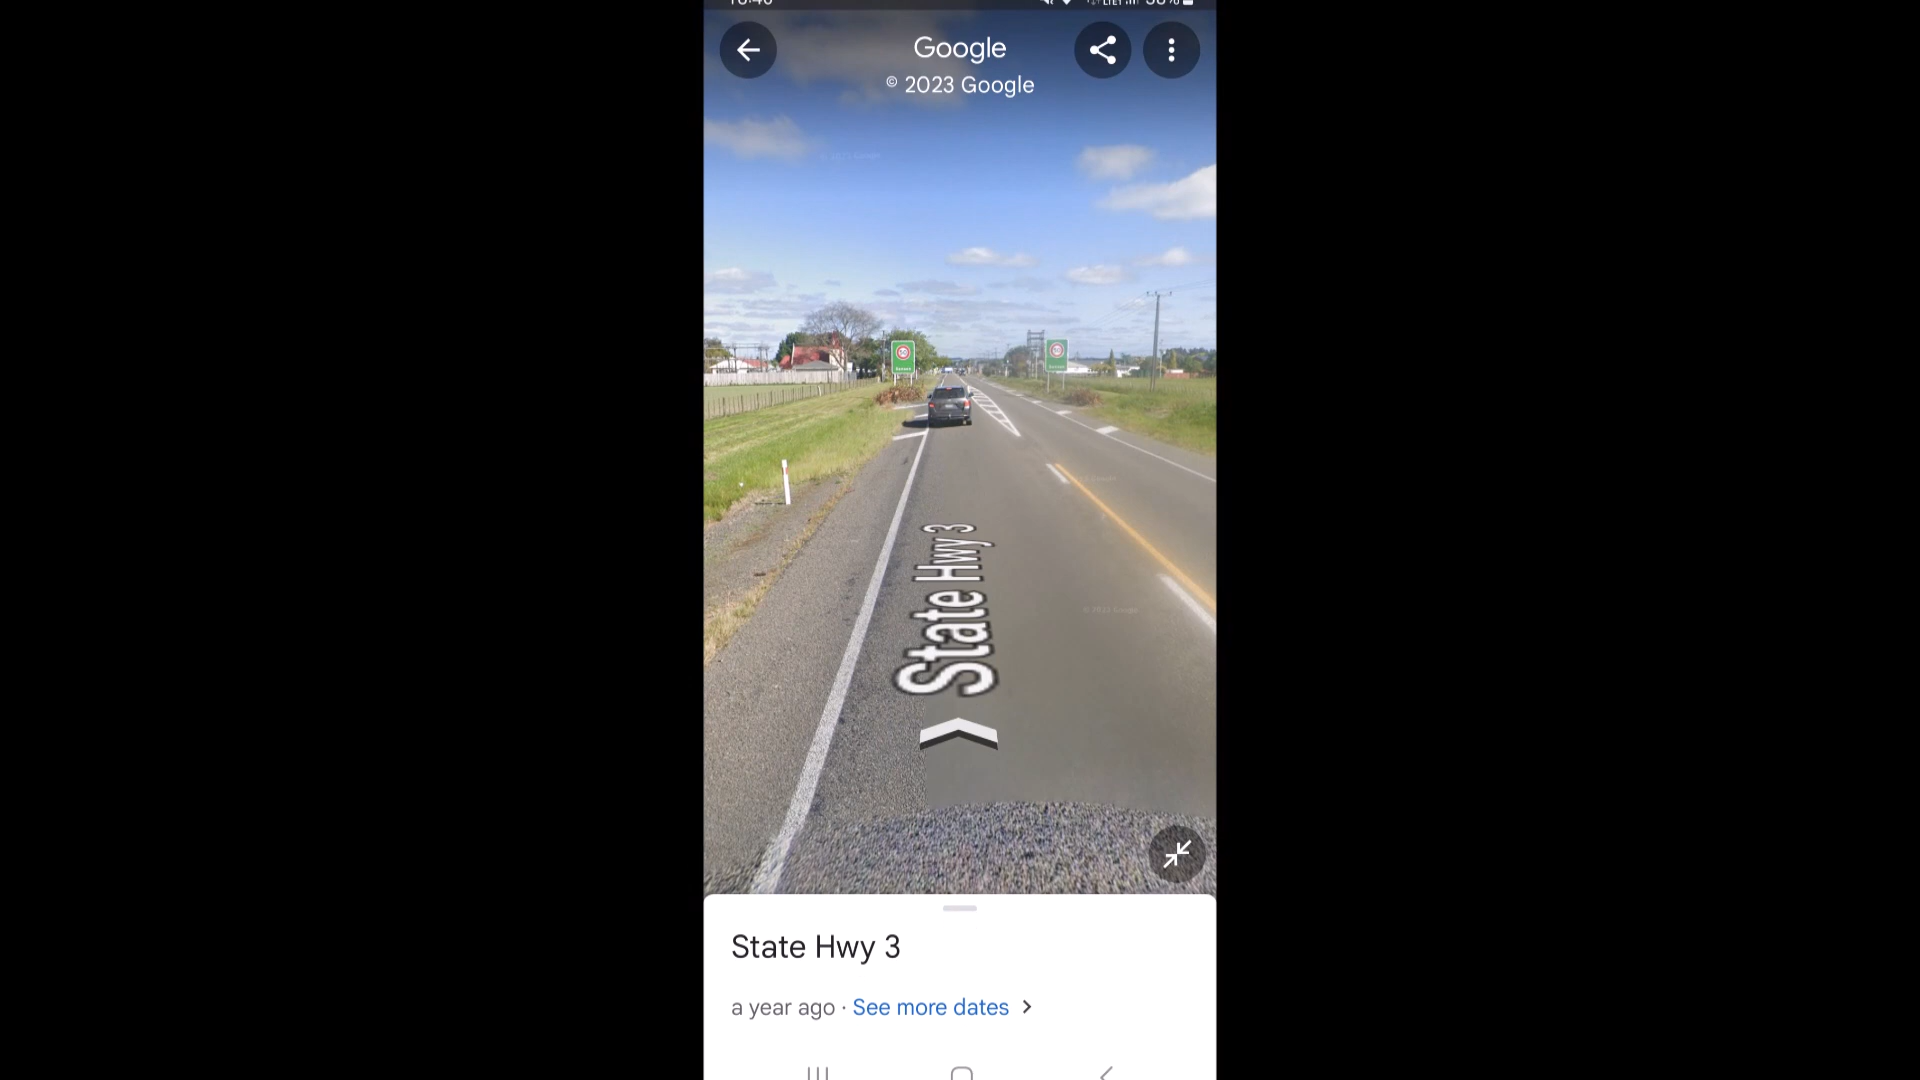 Google
© 2023 Google
State Hwy 3
State Hwy 3
a year ago · See more dates